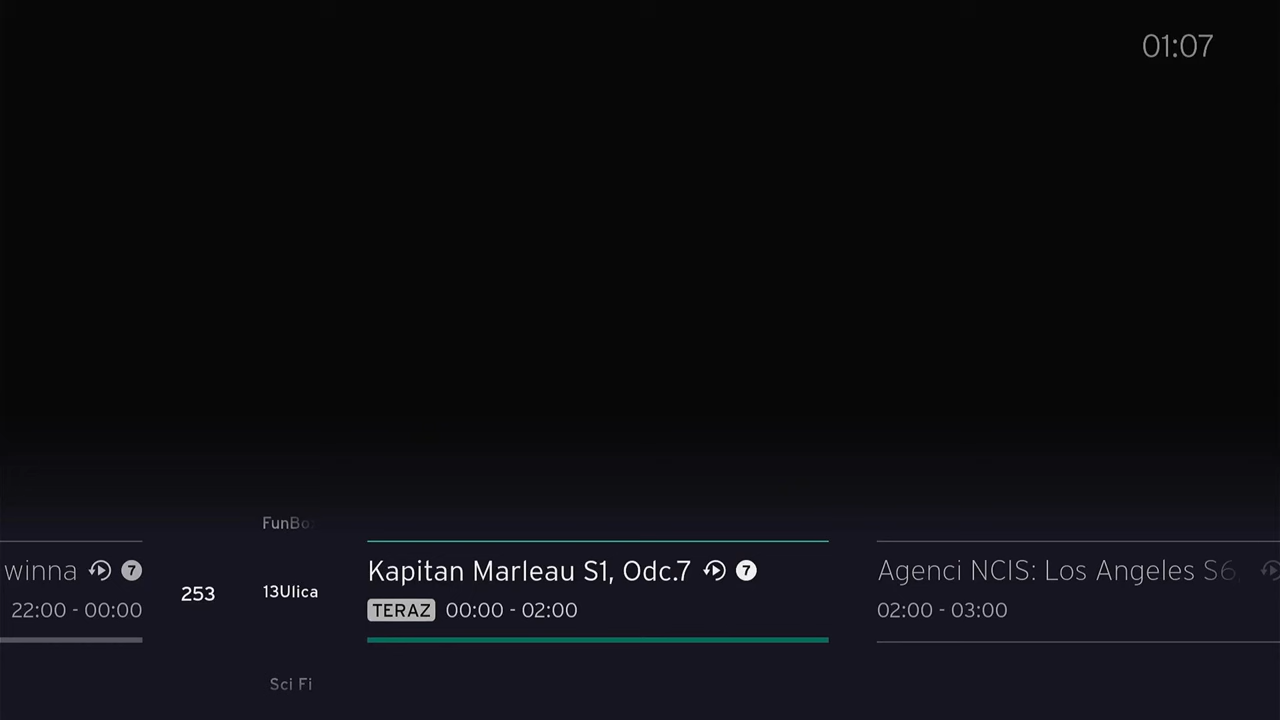 01:07
FunBo
winna 7
22:00 - 00:00
253
13Ulica
Kapitan Marleau S1, Odc.7 7
TERAZ 00:00 - 02:00
Agenci NCIS: Los Angeles S6,
02:00 - 03:00
Sci Fi